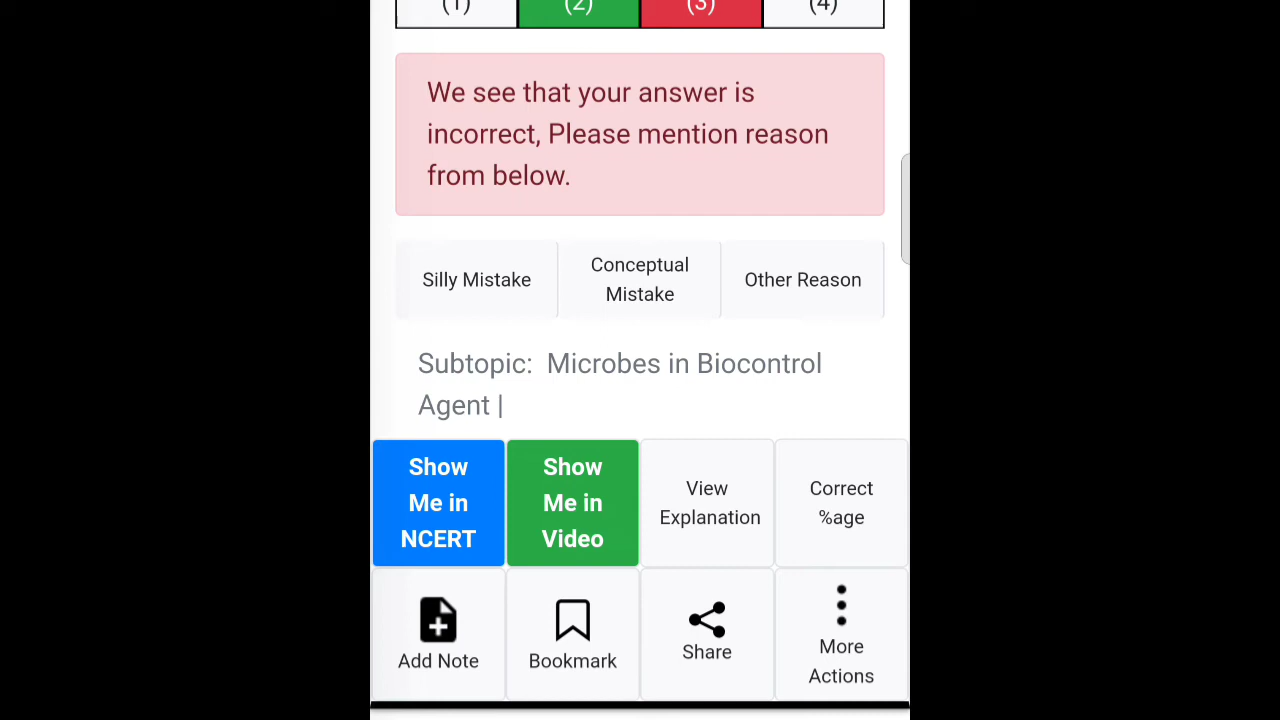 (1) (2) (3) (4)
We see that your answer is
incorrect, Please mention reason
from below.
Silly Mistake
Conceptual
Mistake
Other Reason
Subtopic: Microbes in Biocontrol
Agent |
Show
Me in
NCERT
Show
Me in
Video
View
Explanation
Correct
%age
Add Note
Bookmark
Share
More
Actions